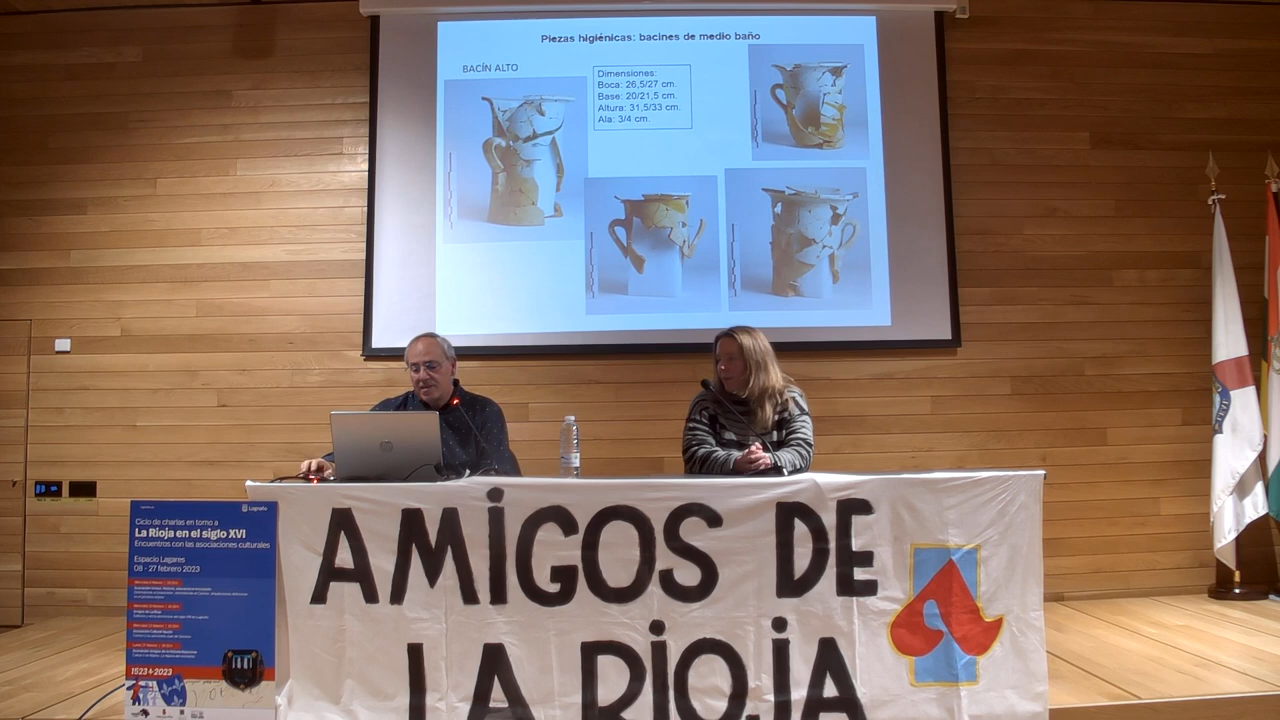 Piezas higiénicas: bacines de medio baño
BACÍN ALTO
Dimensiones:
Boca: 26,5/27 cm.
Base: 20/21,5 cm.
Altura: 31,5/33 cm.
Ala: 3/4 cm.
AMiGOS DE
LA RiOJA
Logroño
Ciclo de charlas en torno a
La Rioja en el siglo XVI
Encuentros con las asociaciones culturales
Espacio Lagares
08 - 27 febrero 2023
1523+2023